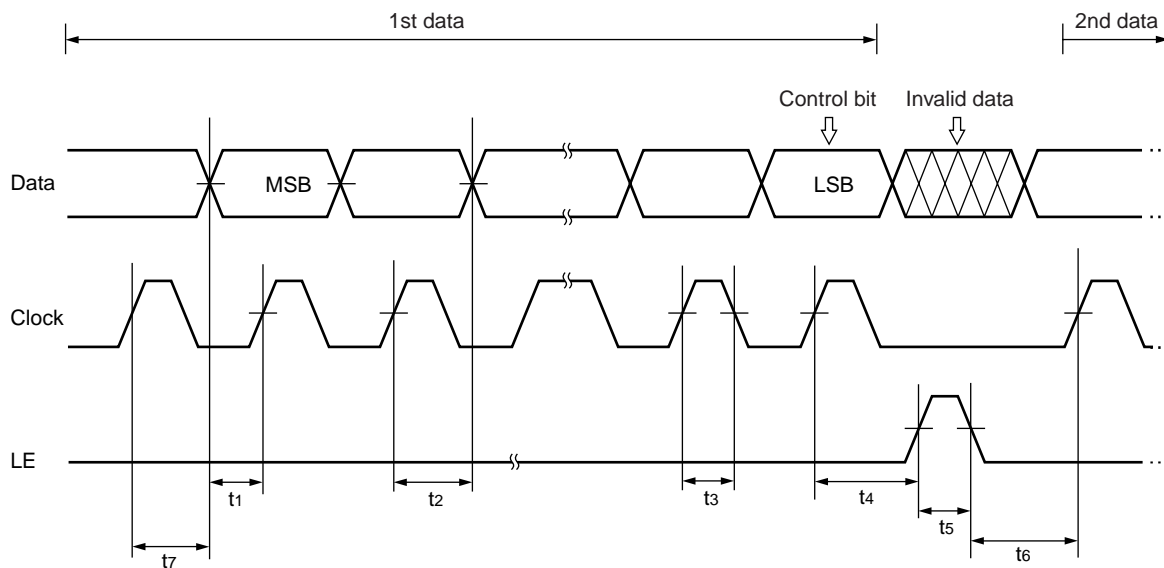 1st data
2nd data
Control bit
Invalid data
Data
MSB
LSB
Clock
LE
t1
t2
t3
t4
t5
t6
t7